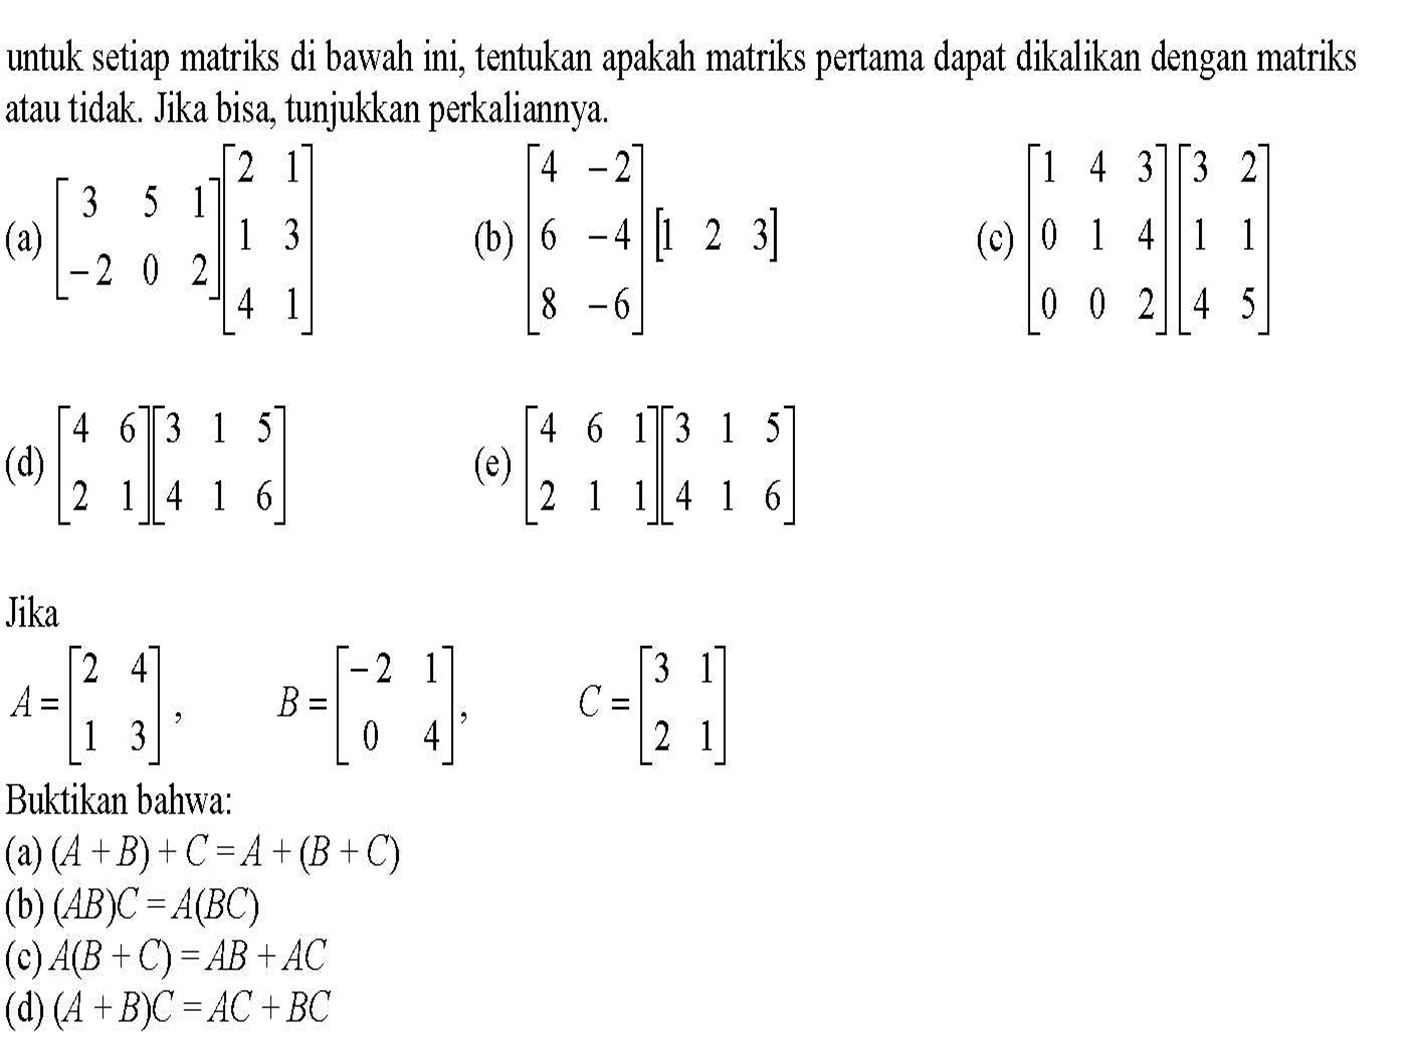 untuk setiap matriks di bawah ini, tentukan apakah matriks pertama dapat dikalikan dengan matriks
atau tidak. Jika bisa, tunjukkan perkaliannya.
(a) [3 5 1; -2 0 2] [2 1; 1 3; 4 1] (b) [4 -2; 6 -4; 8 -6] [1 2 3] (c) [1 4 3; 0 1 4; 0 0 2] [3 2; 1 1; 4 5]
(d) [4 6; 2 1] [3 1 5; 4 1 6] (e) [4 6 1; 2 1 1] [3 1 5; 4 1 6]
Jika
A = [2 4; 1 3], B = [-2 1; 0 4], C = [3 1; 2 1]
Buktikan bahwa:
(a) (A + B) + C = A + (B + C)
(b) (AB)C = A(BC)
(c) A(B + C) = AB + AC
(d) (A + B)C = AC + BC